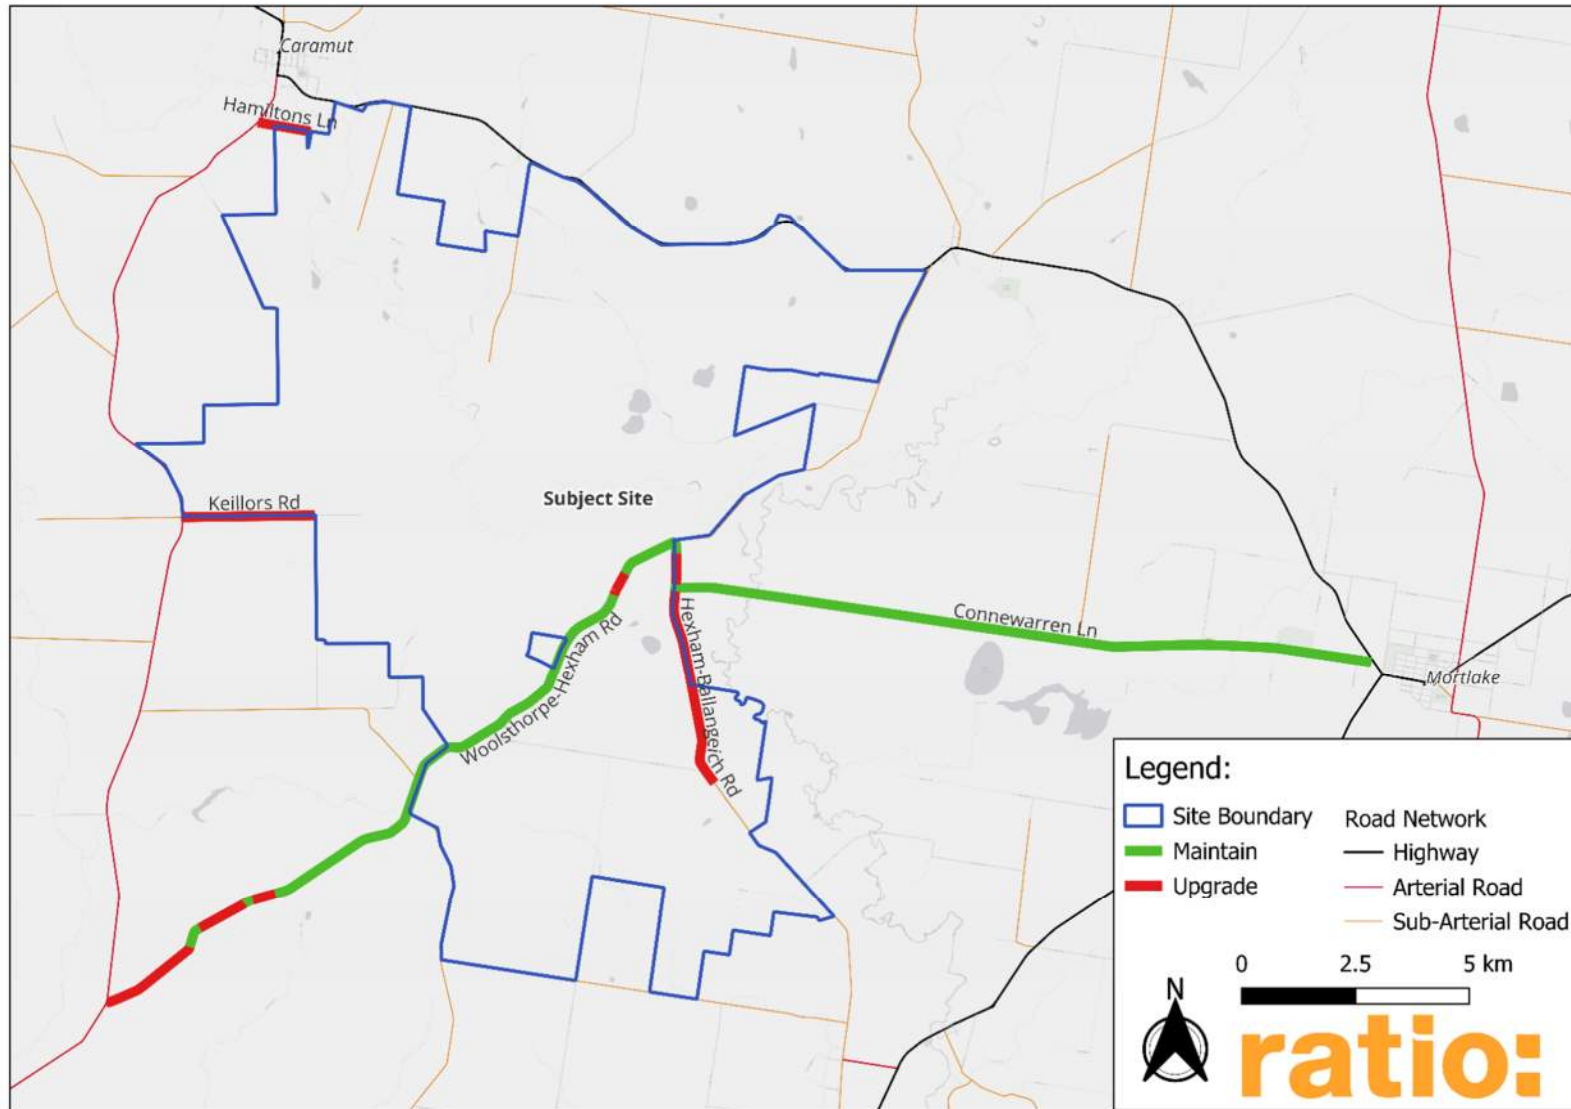 Caramut
Hamiltons Ln
Keillors Rd
Subject Site
Woolsthorpe-Hexham Rd
Hexham-Ballangeich Rd
Connewarren Ln
Mortlake
Legend:
Site Boundary
Maintain
Upgrade
Road Network
Highway
Arterial Road
Sub-Arterial Road
0 2.5 5 km
N
ratio: